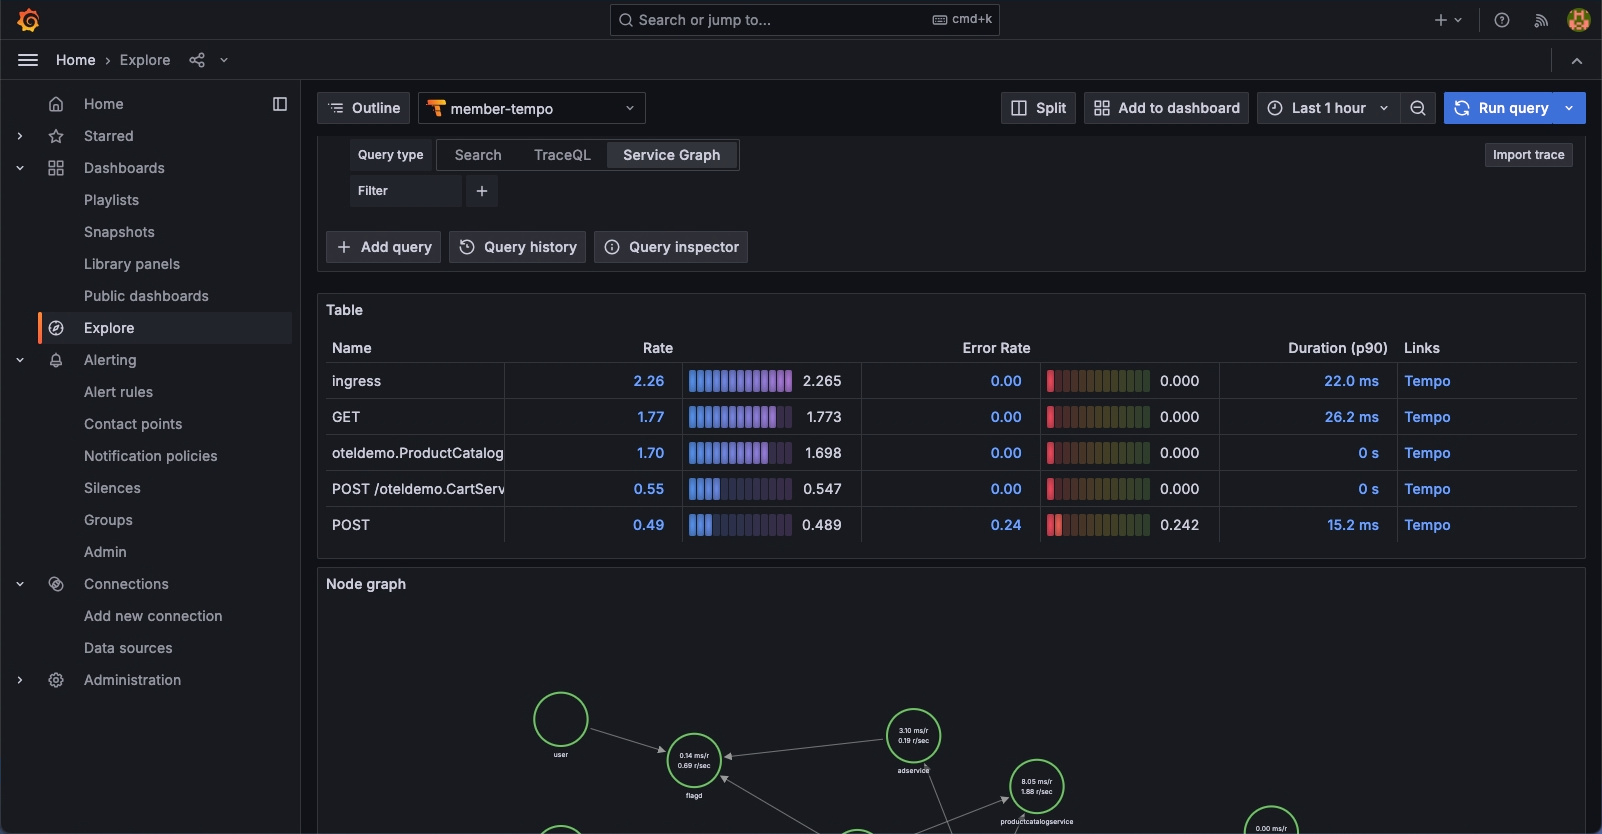 Search or jump to...
cmd+k
Home › Explore
Home
Starred
Dashboards
Playlists
Snapshots
Library panels
Public dashboards
Explore
Alerting
Alert rules
Contact points
Notification policies
Silences
Groups
Admin
Connections
Add new connection
Data sources
Administration
Outline
member-tempo
Split
Add to dashboard
Last 1 hour
Run query
Query type
Search
TraceQL
Service Graph
Import trace
Filter
Add query
Query history
Query inspector
Table
Name Rate Error Rate Duration (p90) Links
ingress 2.26 2.265 0.00 0.000 22.0 ms Tempo
GET 1.77 1.773 0.00 0.000 26.2 ms Tempo
oteldemo.ProductCatalog 1.70 1.698 0.00 0.000 0 s Tempo
POST /oteldemo.CartServ 0.55 0.547 0.00 0.000 0 s Tempo
POST 0.49 0.489 0.24 0.242 15.2 ms Tempo
Node graph
user
0.14 ms/r
0.69 r/sec
flagd
3.10 ms/r
0.19 r/sec
adservice
8.05 ms/r
1.88 r/sec
productcatalogservice
0.00 ms/r